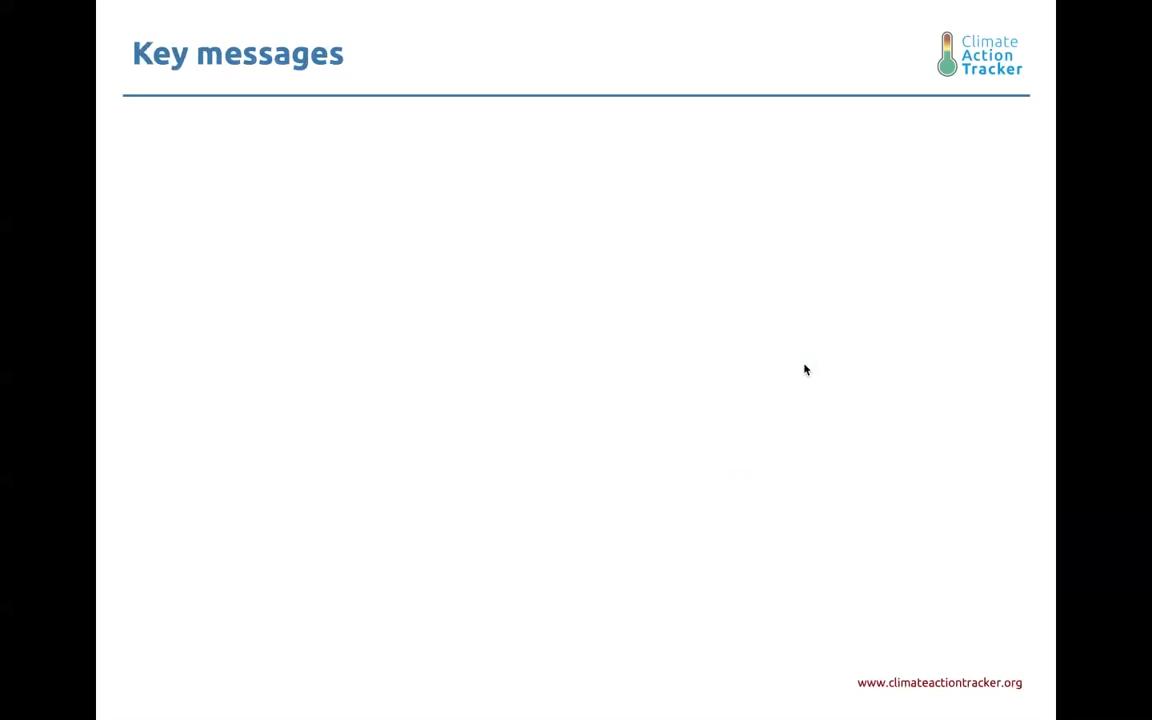 Key messages
Climate
Action
Tracker
www.climateactiontracker.org